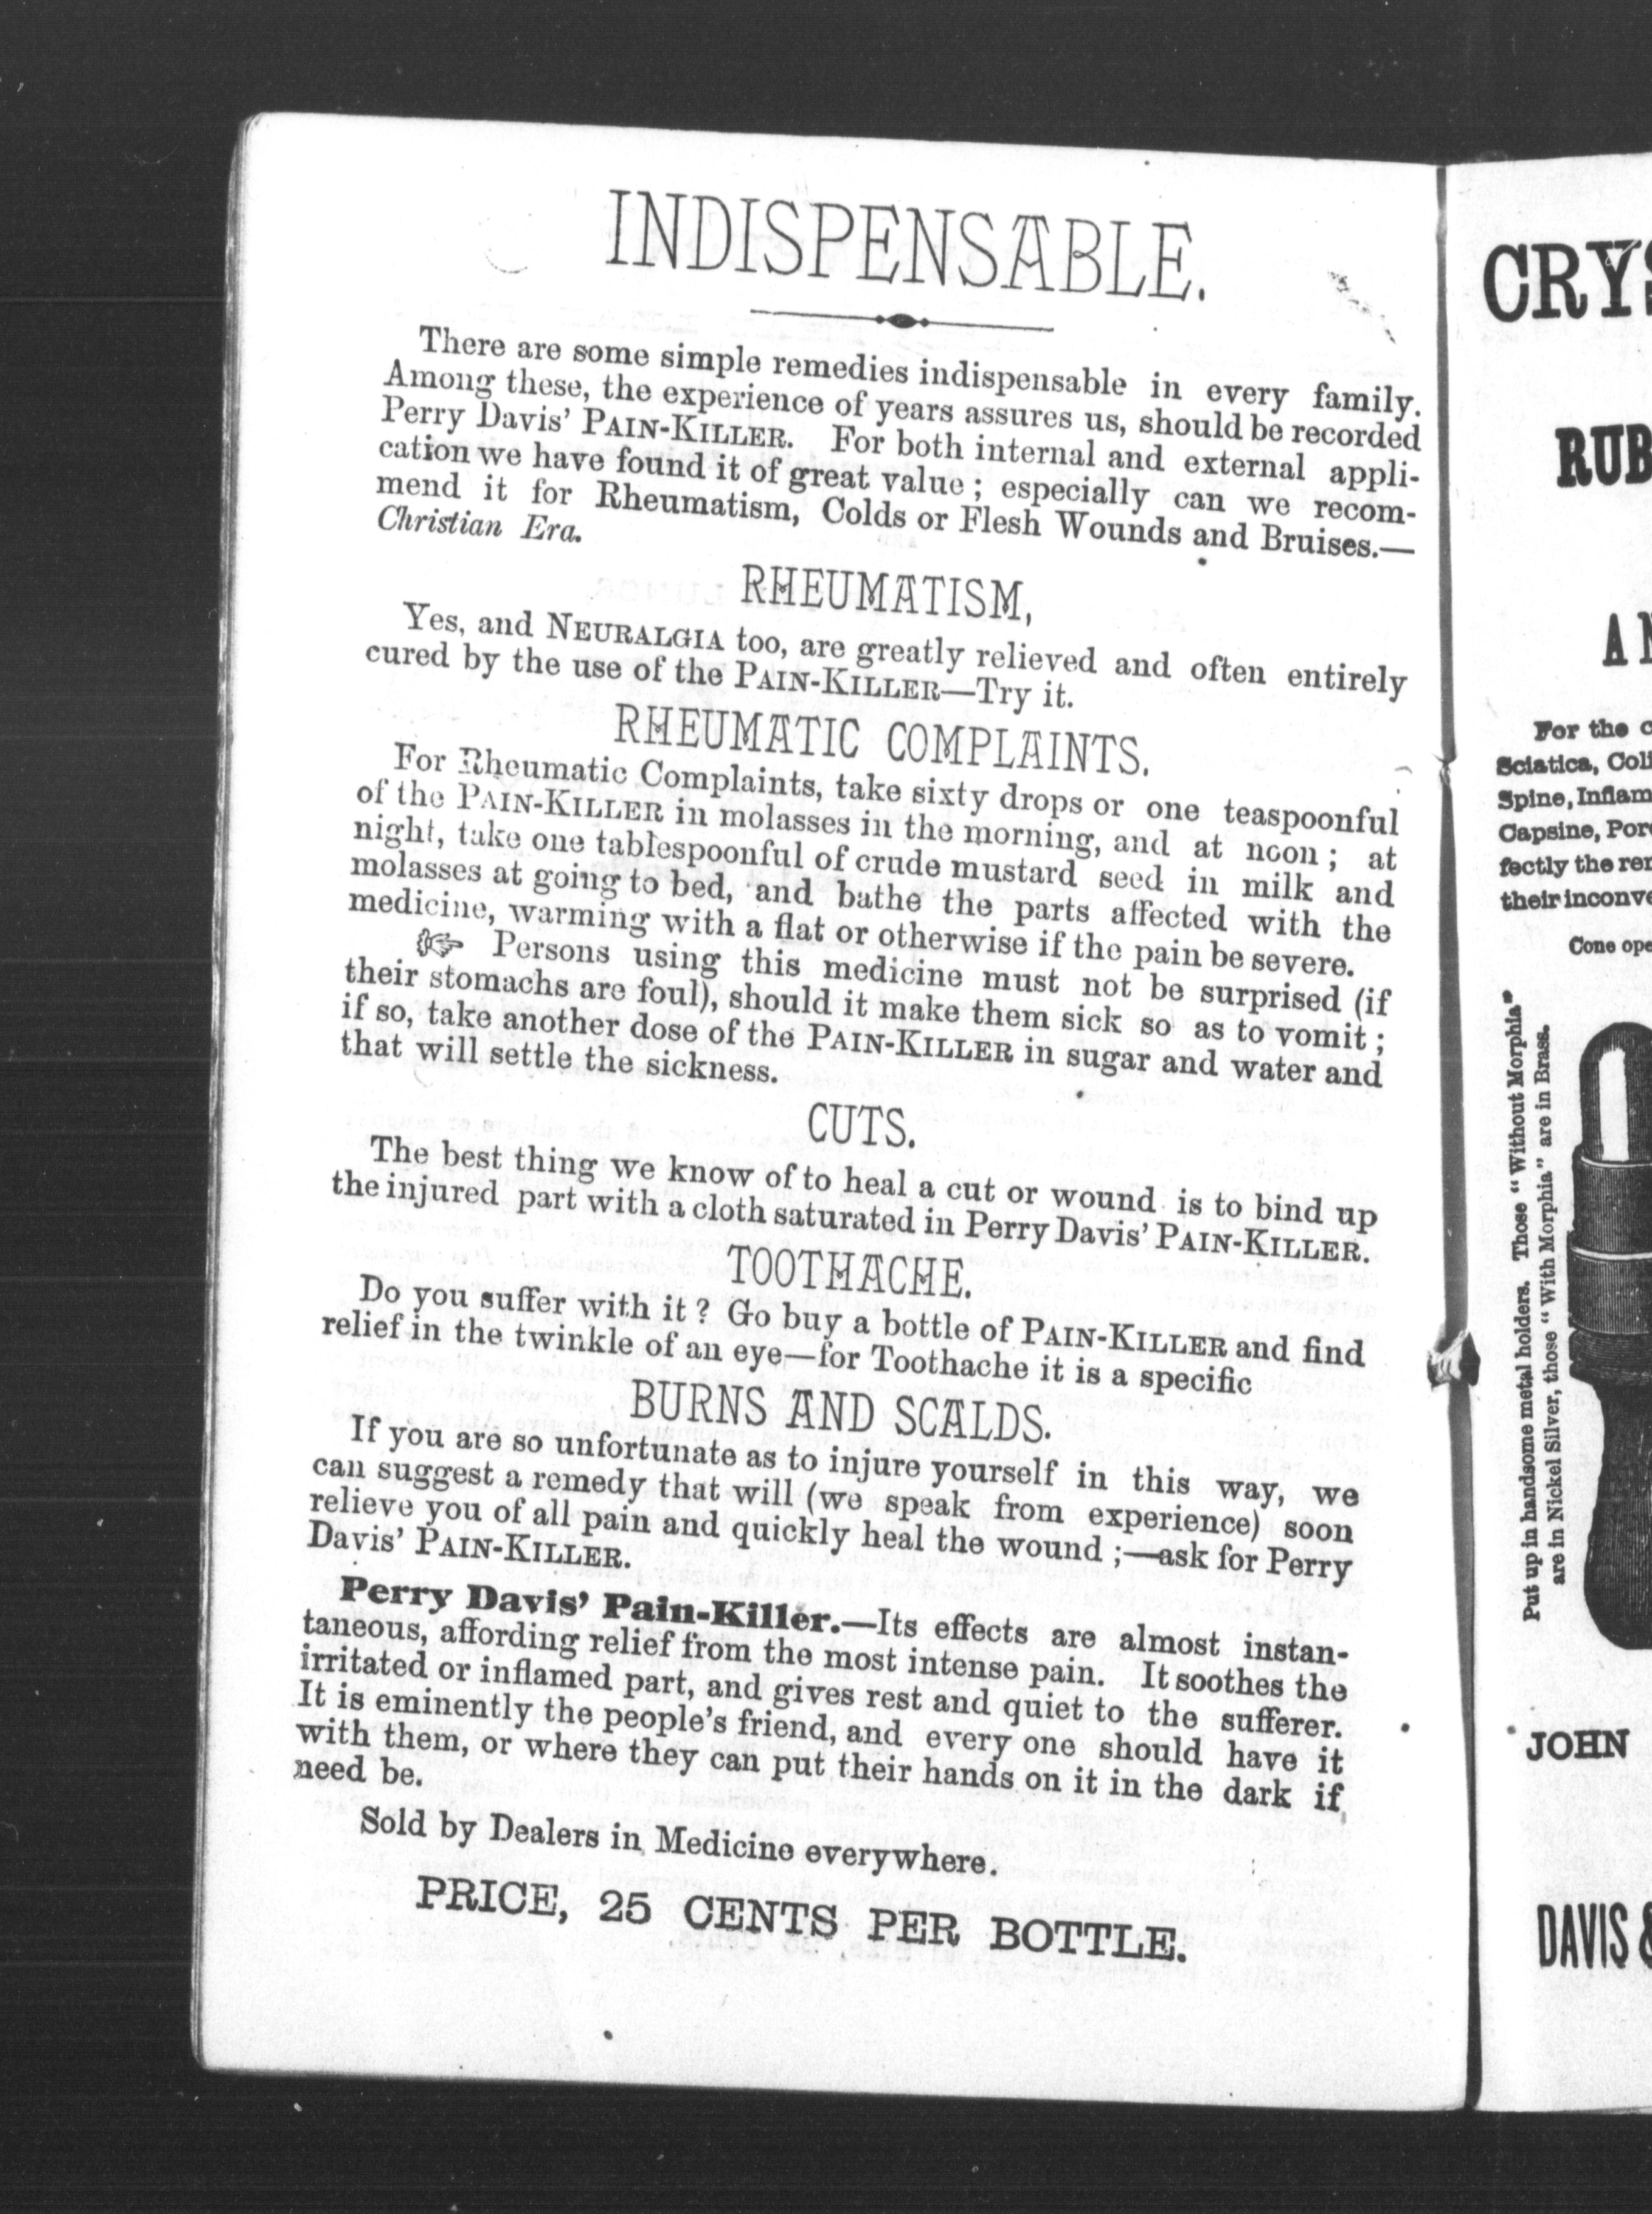 INDISPENSABLE.
There are some simple remedies indispensable in every family.
Among these, the experience of years assures us, should be recorded
Perry Davis' PAIN-KILLER. For both internal and external appli-
cation we have found it of great value; especially can we recom-
mend it for Rheumatism, Colds or Flesh Wounds and Bruises.—
Christian Era.
RHEUMATISM,
Yes, and NEURALGIA too, are greatly relieved and often entirely
cured by the use of the PAIN-KILLER—Try it.
RHEUMATIC COMPLAINTS.
For Rheumatic Complaints, take sixty drops or one teaspoonful
of the PAIN-KILLER in molasses in the morning, and at noon; at
night, take one tablespoonful of crude mustard seed in milk and
molasses at going to bed, and bathe the parts affected with the
medicine, warming with a flat or otherwise if the pain be severe.
☞ Persons using this medicine must not be surprised (if
their stomachs are foul), should it make them sick so as to vomit;
if so, take another dose of the PAIN-KILLER in sugar and water and
that will settle the sickness.
CUTS.
The best thing we know of to heal a cut or wound is to bind up
the injured part with a cloth saturated in Perry Davis' PAIN-KILLER.
TOOTHACHE.
Do you suffer with it? Go buy a bottle of PAIN-KILLER and find
relief in the twinkle of an eye—for Toothache it is a specific
BURNS AND SCALDS.
If you are so unfortunate as to injure yourself in this way, we
can suggest a remedy that will (we speak from experience) soon
relieve you of all pain and quickly heal the wound;—ask for Perry
Davis' PAIN-KILLER.
Perry Davis' Pain-Killer.—Its effects are almost instan-
taneous, affording relief from the most intense pain. It soothes the
irritated or inflamed part, and gives rest and quiet to the sufferer.
It is eminently the people's friend, and every one should have it
with them, or where they can put their hands on it in the dark if
need be.
Sold by Dealers in Medicine everywhere.
PRICE, 25 CENTS PER BOTTLE.
CRYS
RUB
AN
For the c
Sciatica, Coli
Spine, Inflam
Capsine, Poro
fectly the rem
their inconve
Cone ope
Put up in handsome metal holders. Those "Without Morphia"
are in Nickel Silver, those "With Morphia" are in Brass.
JOHN
DAVIS &